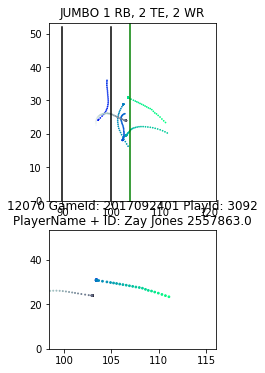 JUMBO 1 RB, 2 TE, 2 WR
50
40
30
20
10
0
90 100 110 120
12070 GameId: 2017092401 PlayId: 3092
PlayerName + ID: Zay Jones 2557863.0
40
20
0
100 105 110 115